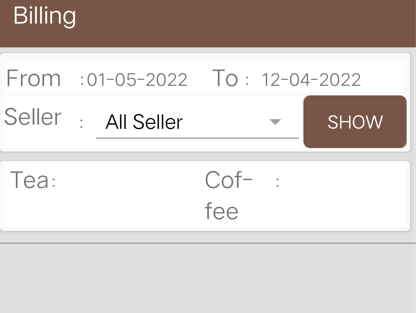 Billing
From :01-05-2022 To : 12-04-2022
Seller : All Seller SHOW
Tea: Cof- :
fee